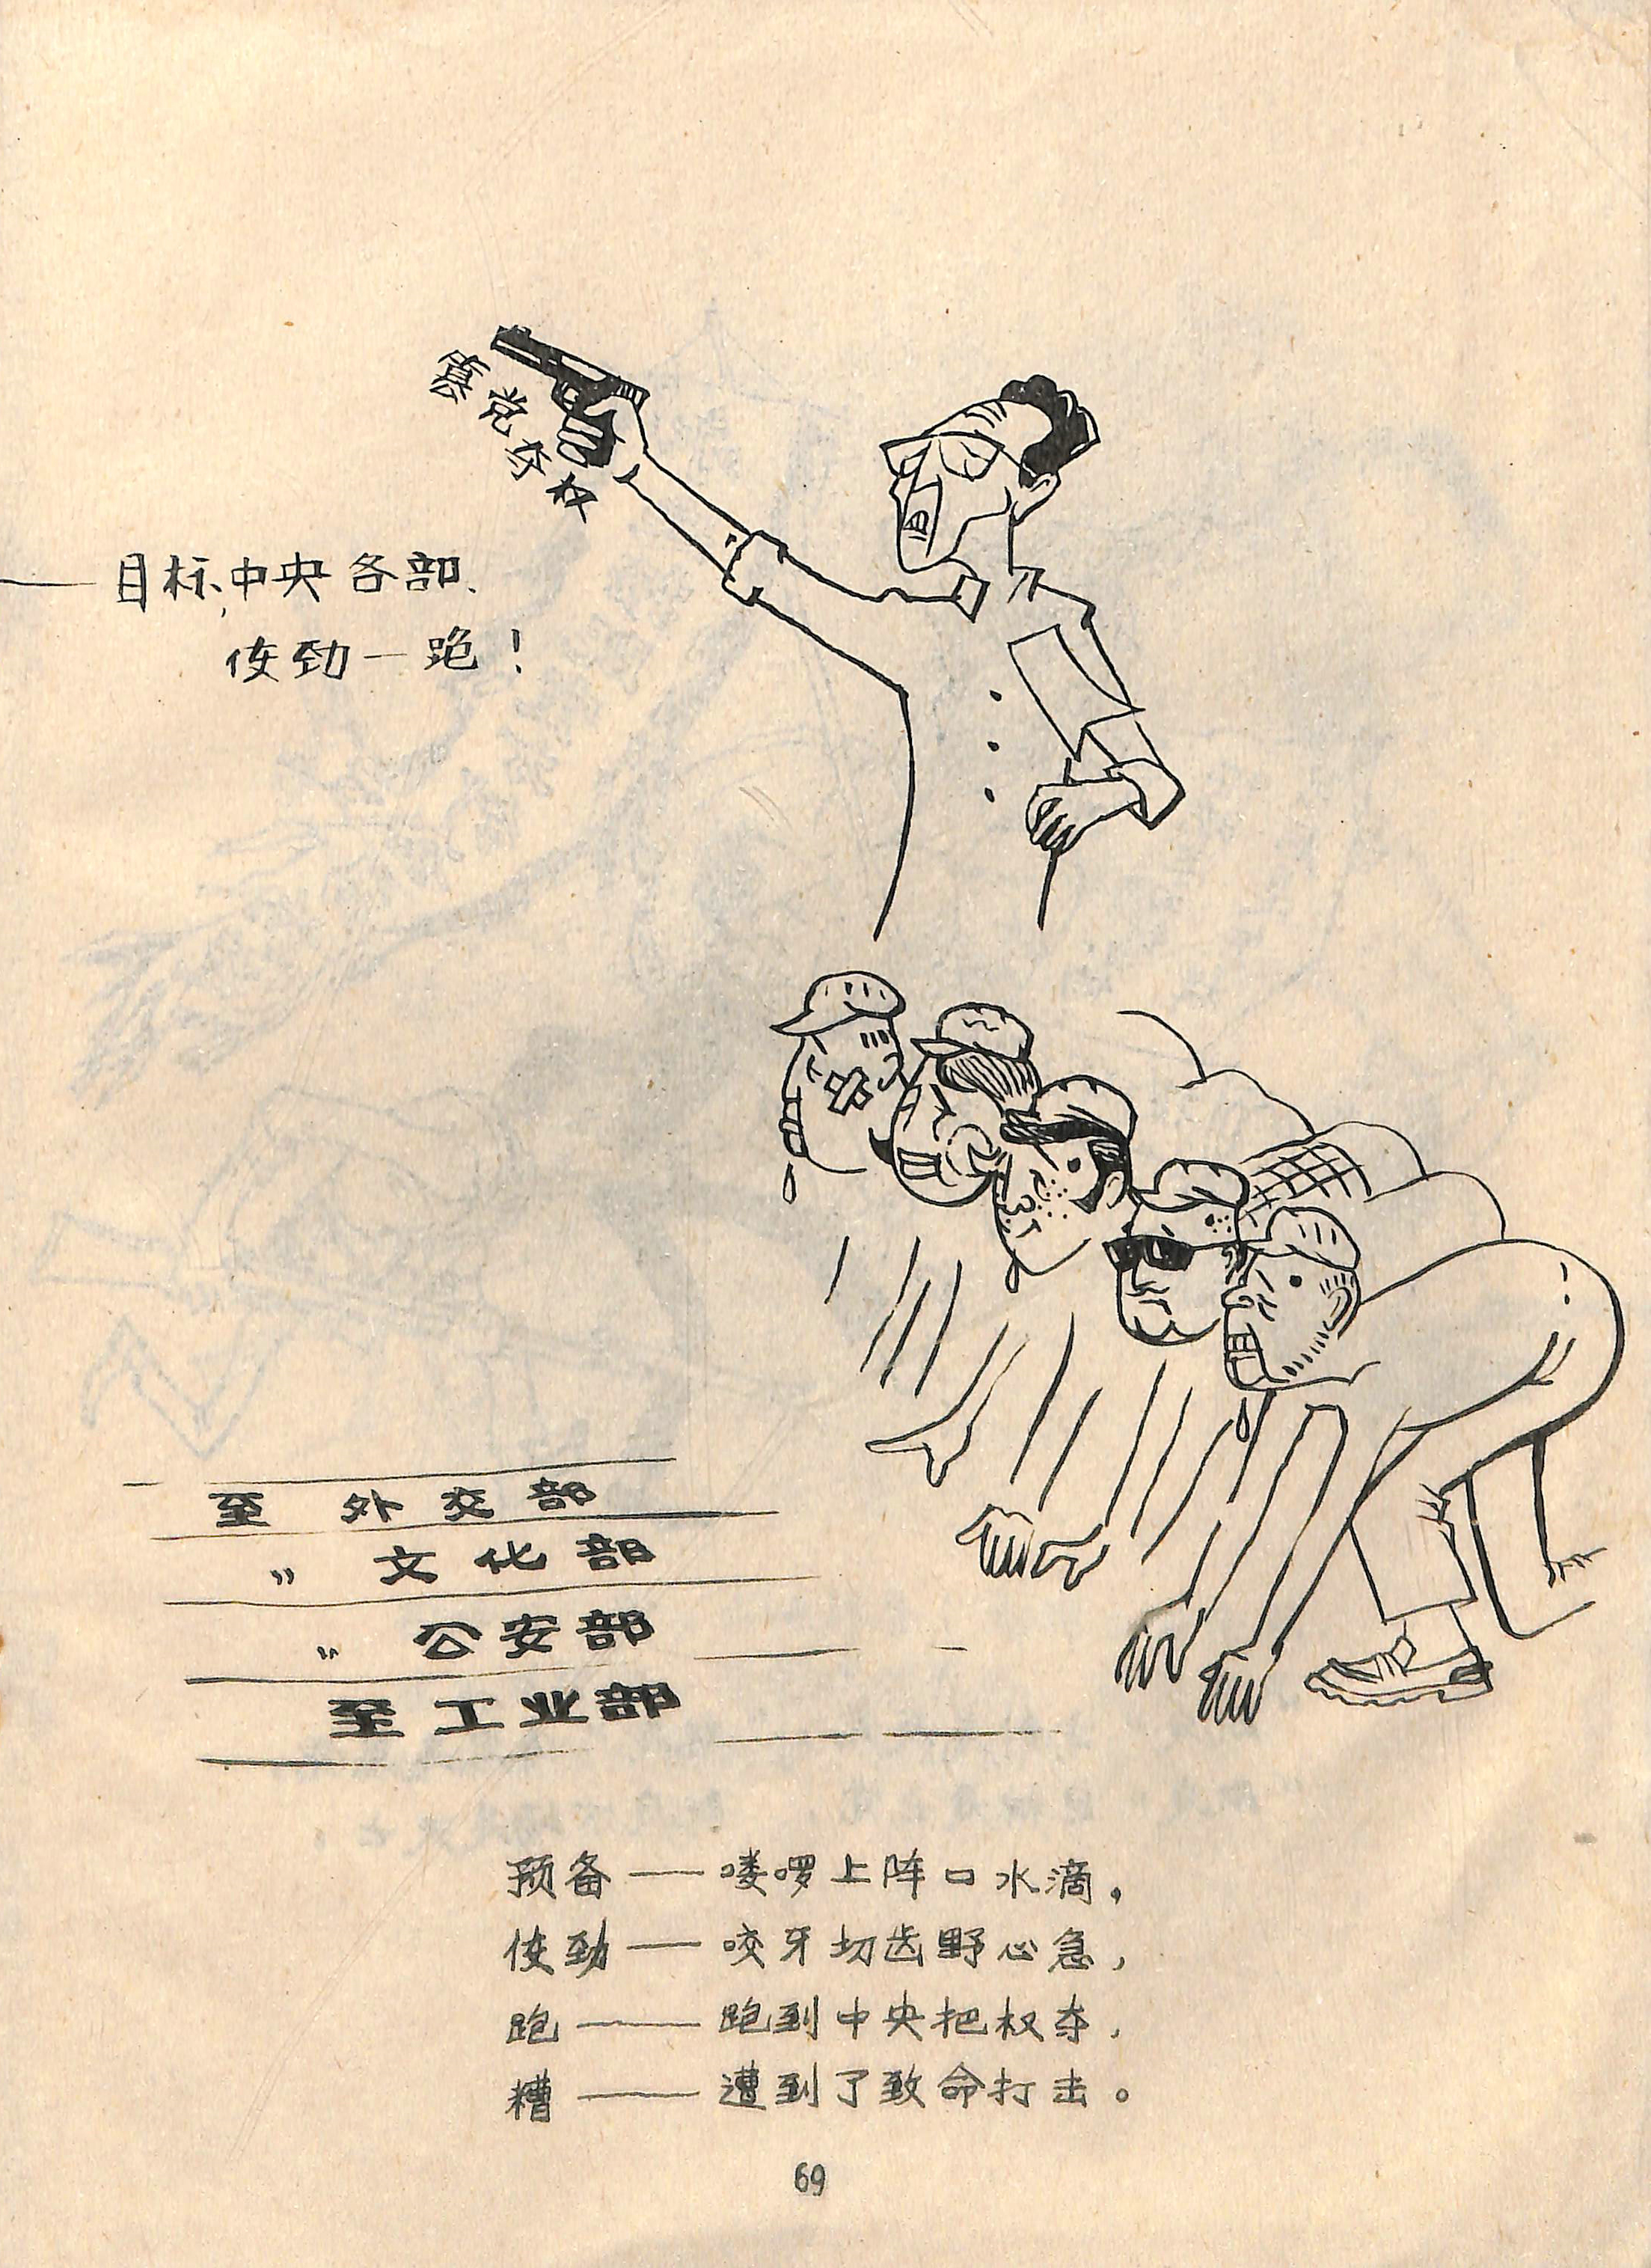 篡党夺权
——目标、中央各部、
使劲一跑！
至 外交部
〃 文化部
〃 公安部
至工业部
预备——喽啰上阵口水滴，
使劲——咬牙切齿野心急，
跑——跑到中央把权夺，
糟——遭到了致命打击。
69